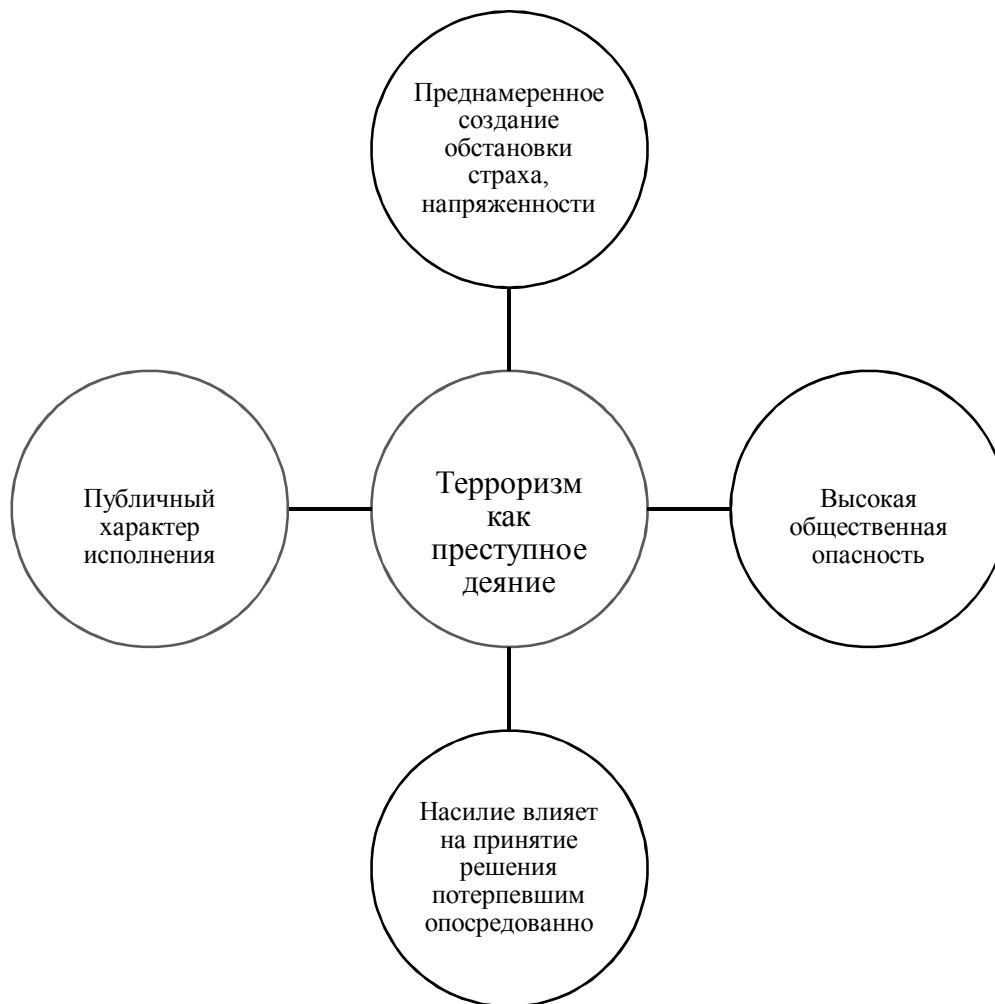 Преднамеренное
создание
обстановки
страха,
напряженности
Публичный
характер
исполнения
Терроризм
как
преступное
деяние
Высокая
общественная
опасность
Насилие влияет
на принятие
решения
потерпевшим
опосредованно